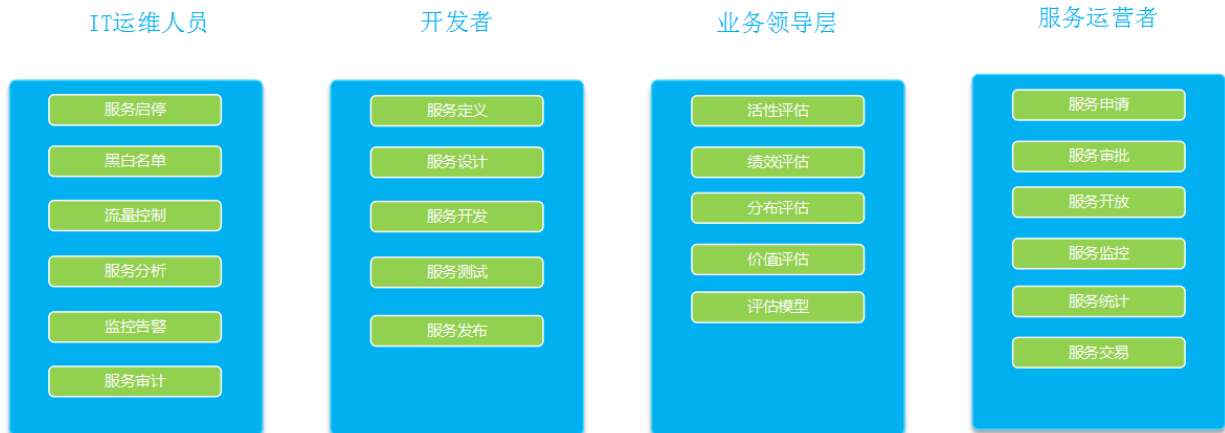 IT运维人员
服务启停
黑白名单
流量控制
服务分析
监控告警
服务审计
开发者
服务定义
服务设计
服务开发
服务测试
服务发布
业务领导层
活性评估
绩效评估
分布评估
价值评估
评估模型
服务运营者
服务申请
服务审批
服务开放
服务监控
服务统计
服务交易